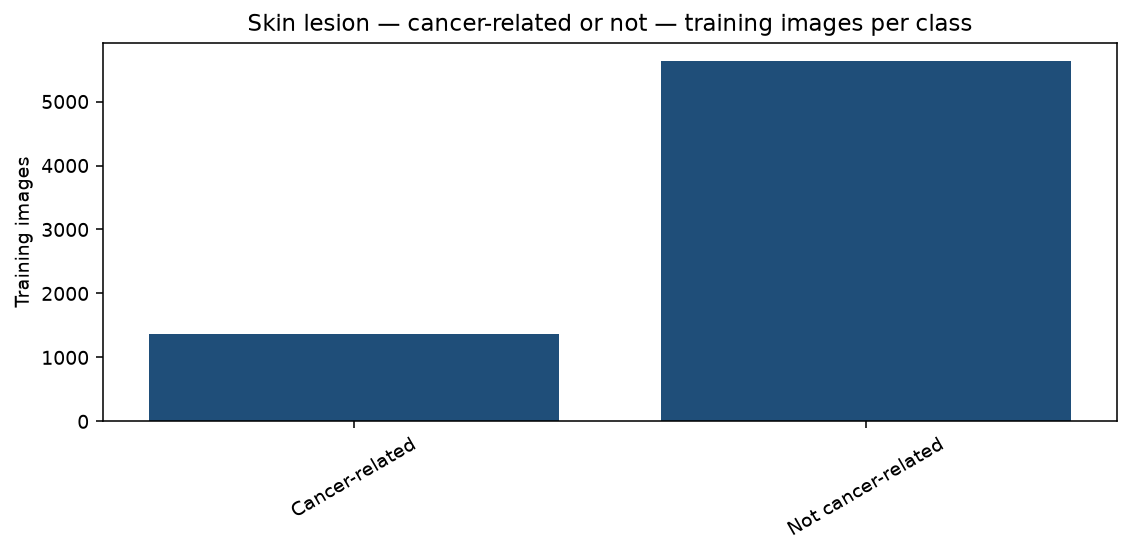 Skin lesion — cancer-related or not — training images per class
Training images
5000
4000
3000
2000
1000
0
Cancer-related
Not cancer-related